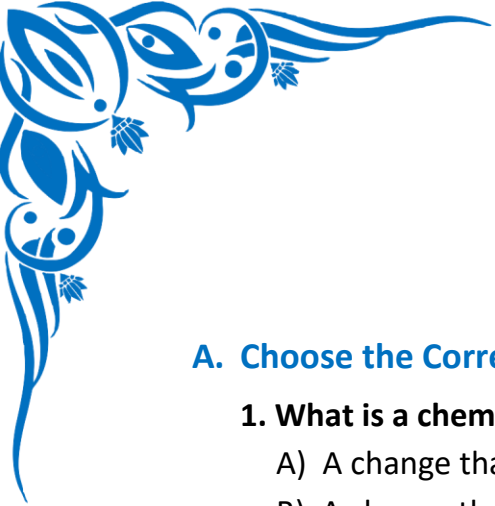 A. Choose the Corre
1. What is a chem
A) A change tha